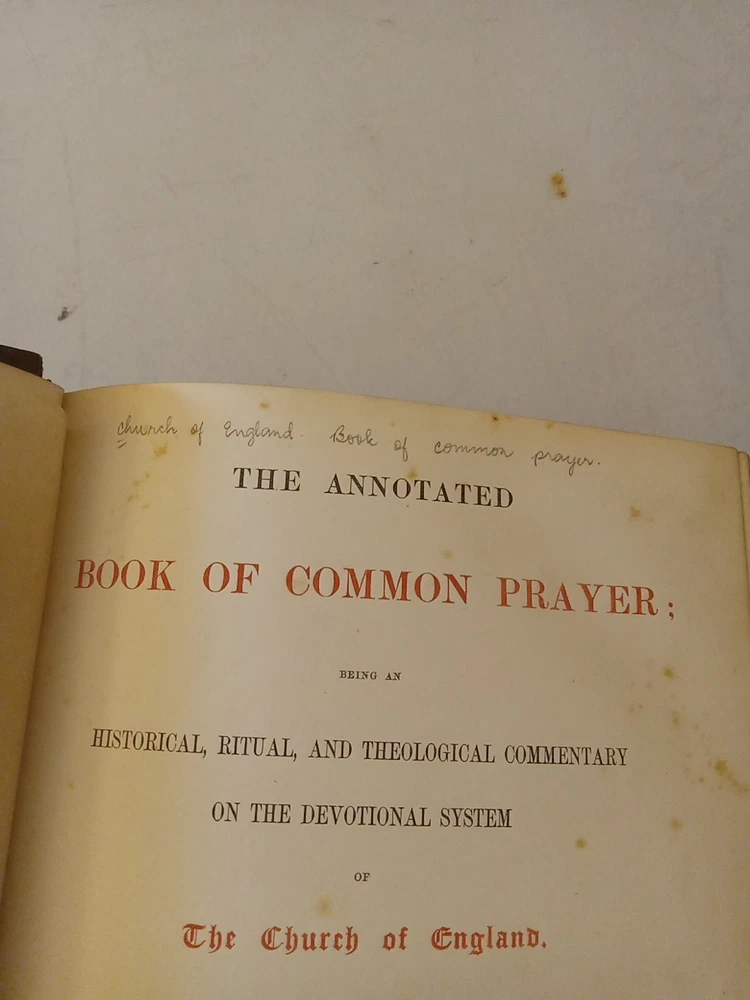 church of England. Book of common prayer.
THE ANNOTATED
BOOK OF COMMON PRAYER;
BEING AN
HISTORICAL, RITUAL, AND THEOLOGICAL COMMENTARY
ON THE DEVOTIONAL SYSTEM
OF
The Church of England.